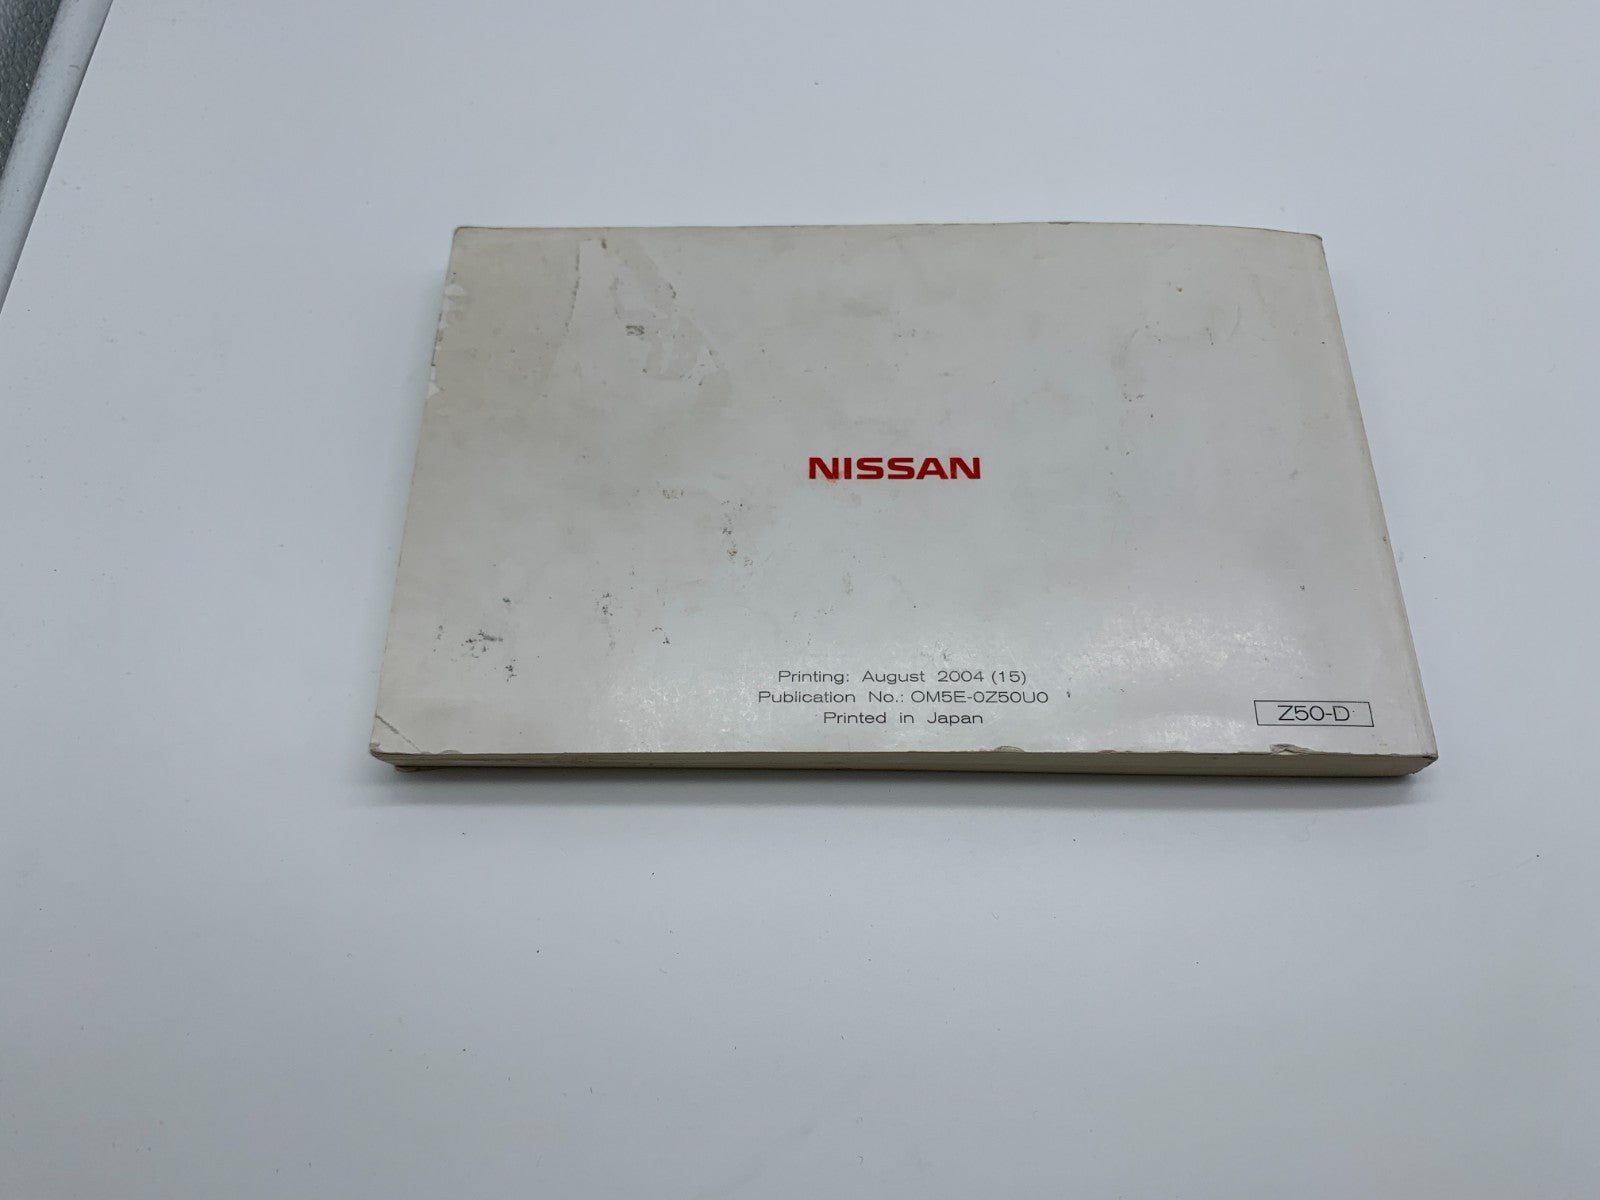 NISSAN
Printing: August 2004 (15)
Publication No.: OM5E-0Z50U0
Printed in Japan
Z50-D